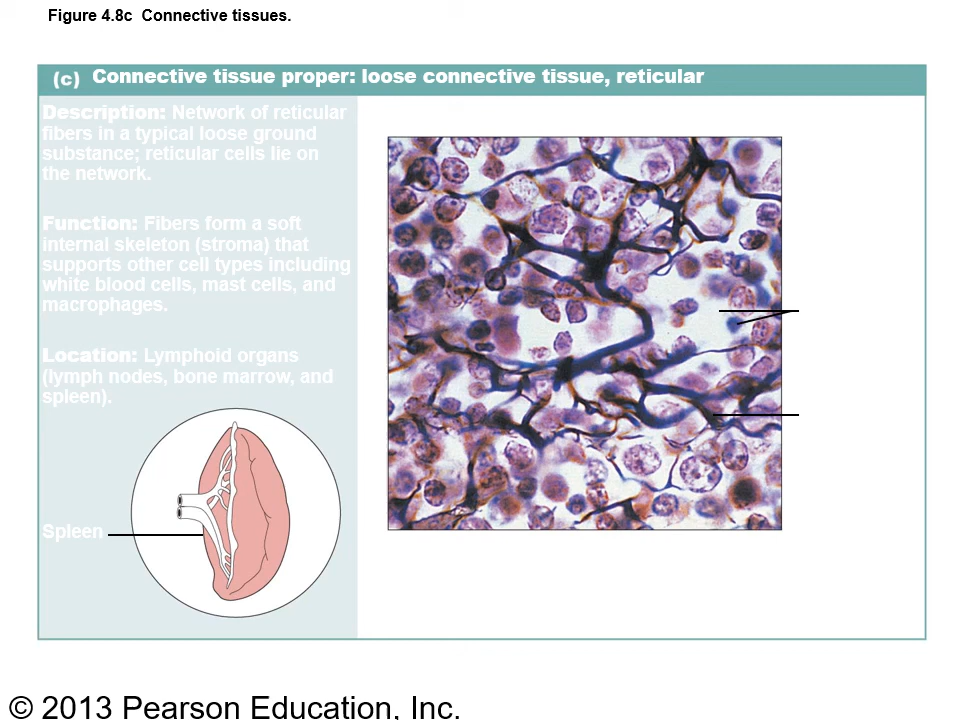 Figure 4.8c Connective tissues.
(c) Connective tissue proper: loose connective tissue, reticular
Description: Network of reticular
fibers in a typical loose ground
substance; reticular cells lie on
the network.
Function: Fibers form a soft
internal skeleton (stroma) that
supports other cell types including
white blood cells, mast cells, and
macrophages.
Location: Lymphoid organs
(lymph nodes, bone marrow, and
spleen).
Spleen
© 2013 Pearson Education, Inc.